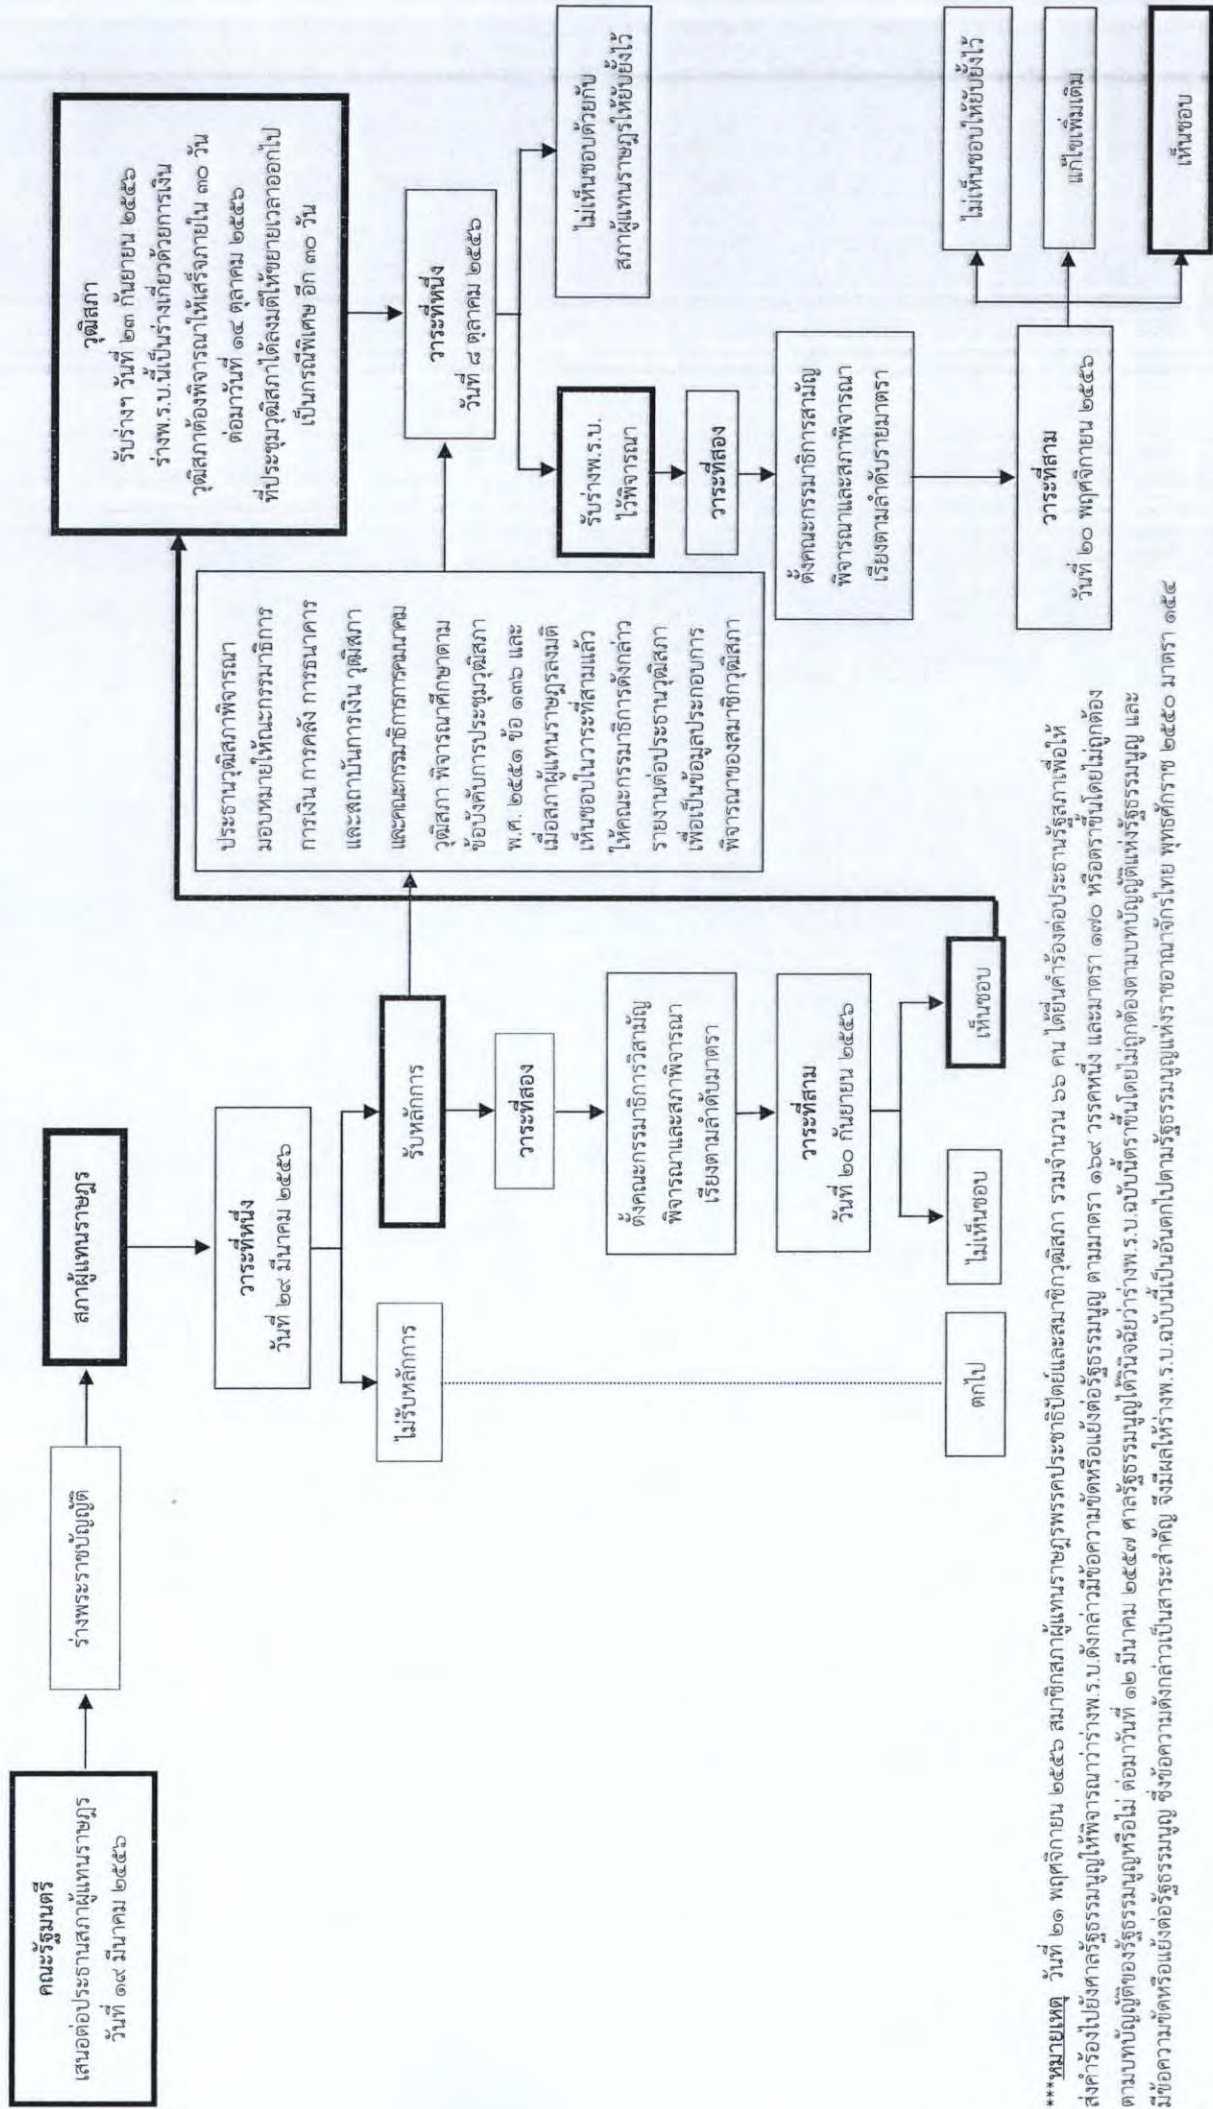 คณะรัฐมนตรี
เสนอต่อประธานสภาผู้แทนราษฎร
วันที่ ๑๙ มีนาคม ๒๕๕๖
ร่างพระราชบัญญัติ
สภาผู้แทนราษฎร
วาระที่หนึ่ง
วันที่ ๒๙ มีนาคม ๒๕๕๖
ไม่รับหลักการ
รับหลักการ
วาระที่สอง
ตั้งคณะกรรมาธิการวิสามัญ
พิจารณาและสภาพิจารณา
เรียงตามลำดับมาตรา
วาระที่สาม
วันที่ ๒๐ กันยายน ๒๕๕๖
ตกไป
ไม่เห็นชอบ
เห็นชอบ
ประธานวุฒิสภาพิจารณา
มอบหมายให้คณะกรรมาธิการ
การเงิน การคลัง การธนาคาร
และสถาบันการเงิน วุฒิสภา
และคณะกรรมาธิการการคมนาคม
วุฒิสภา พิจารณาศึกษาตาม
ข้อบังคับการประชุมวุฒิสภา
พ.ศ. ๒๕๕๑ ข้อ ๑๓๖ และ
เมื่อสภาผู้แทนราษฎรลงมติ
เห็นชอบในวาระที่สามแล้ว
ให้คณะกรรมาธิการดังกล่าว
รายงานต่อประธานวุฒิสภา
เพื่อเป็นข้อมูลประกอบการ
พิจารณาของสมาชิกวุฒิสภา
วุฒิสภา
รับร่างฯ วันที่ ๒๓ กันยายน ๒๕๕๖
ร่างพ.ร.บ.นี้เป็นร่างเกี่ยวด้วยการเงิน
วุฒิสภาต้องพิจารณาให้เสร็จภายใน ๓๐ วัน
ต่อมาวันที่ ๑๔ ตุลาคม ๒๕๕๖
ที่ประชุมวุฒิสภาได้ลงมติให้ขยายเวลาออกไป
เป็นกรณีพิเศษ อีก ๓๐ วัน
วาระที่หนึ่ง
วันที่ ๘ ตุลาคม ๒๕๕๖
รับร่างพ.ร.บ.
ไว้พิจารณา
ไม่เห็นชอบด้วยกับ
สภาผู้แทนราษฎรให้ยับยั้งไว้
วาระที่สอง
ตั้งคณะกรรมาธิการสามัญ
พิจารณาและสภาพิจารณา
เรียงตามลำดับรายมาตรา
วาระที่สาม
วันที่ ๒๐ พฤศจิกายน ๒๕๕๖
ไม่เห็นชอบให้ยับยั้งไว้
แก้ไขเพิ่มเติม
เห็นชอบ
***หมายเหตุ วันที่ ๒๑ พฤศจิกายน ๒๕๕๖ สมาชิกสภาผู้แทนราษฎรพรรคประชาธิปัตย์และสมาชิกวุฒิสภา รวมจำนวน ๖๖ คน ได้ยื่นคำร้องต่อประธานรัฐสภาเพื่อให้
ส่งคำร้องไปยังศาลรัฐธรรมนูญให้พิจารณาว่าร่างพ.ร.บ.ดังกล่าวมีข้อความขัดหรือแย้งต่อรัฐธรรมนูญ ตามมาตรา ๑๖๙ วรรคหนึ่ง และมาตรา ๑๗๐ หรือตราขึ้นโดยไม่ถูกต้อง
ตามบทบัญญัติของรัฐธรรมนูญหรือไม่ ต่อมาวันที่ ๑๒ มีนาคม ๒๕๕๗ ศาลรัฐธรรมนูญได้วินิจฉัยว่าร่างพ.ร.บ.ฉบับนี้ตราขึ้นโดยไม่ถูกต้องตามบทบัญญัติแห่งรัฐธรรมนูญ และ
มีข้อความขัดหรือแย้งต่อรัฐธรรมนูญ ซึ่งข้อความดังกล่าวเป็นสาระสำคัญ จึงมีผลให้ร่างพ.ร.บ.ฉบับนี้เป็นอันตกไปตามรัฐธรรมนูญแห่งราชอาณาจักรไทย พุทธศักราช ๒๕๕๐ มาตรา ๑๕๔